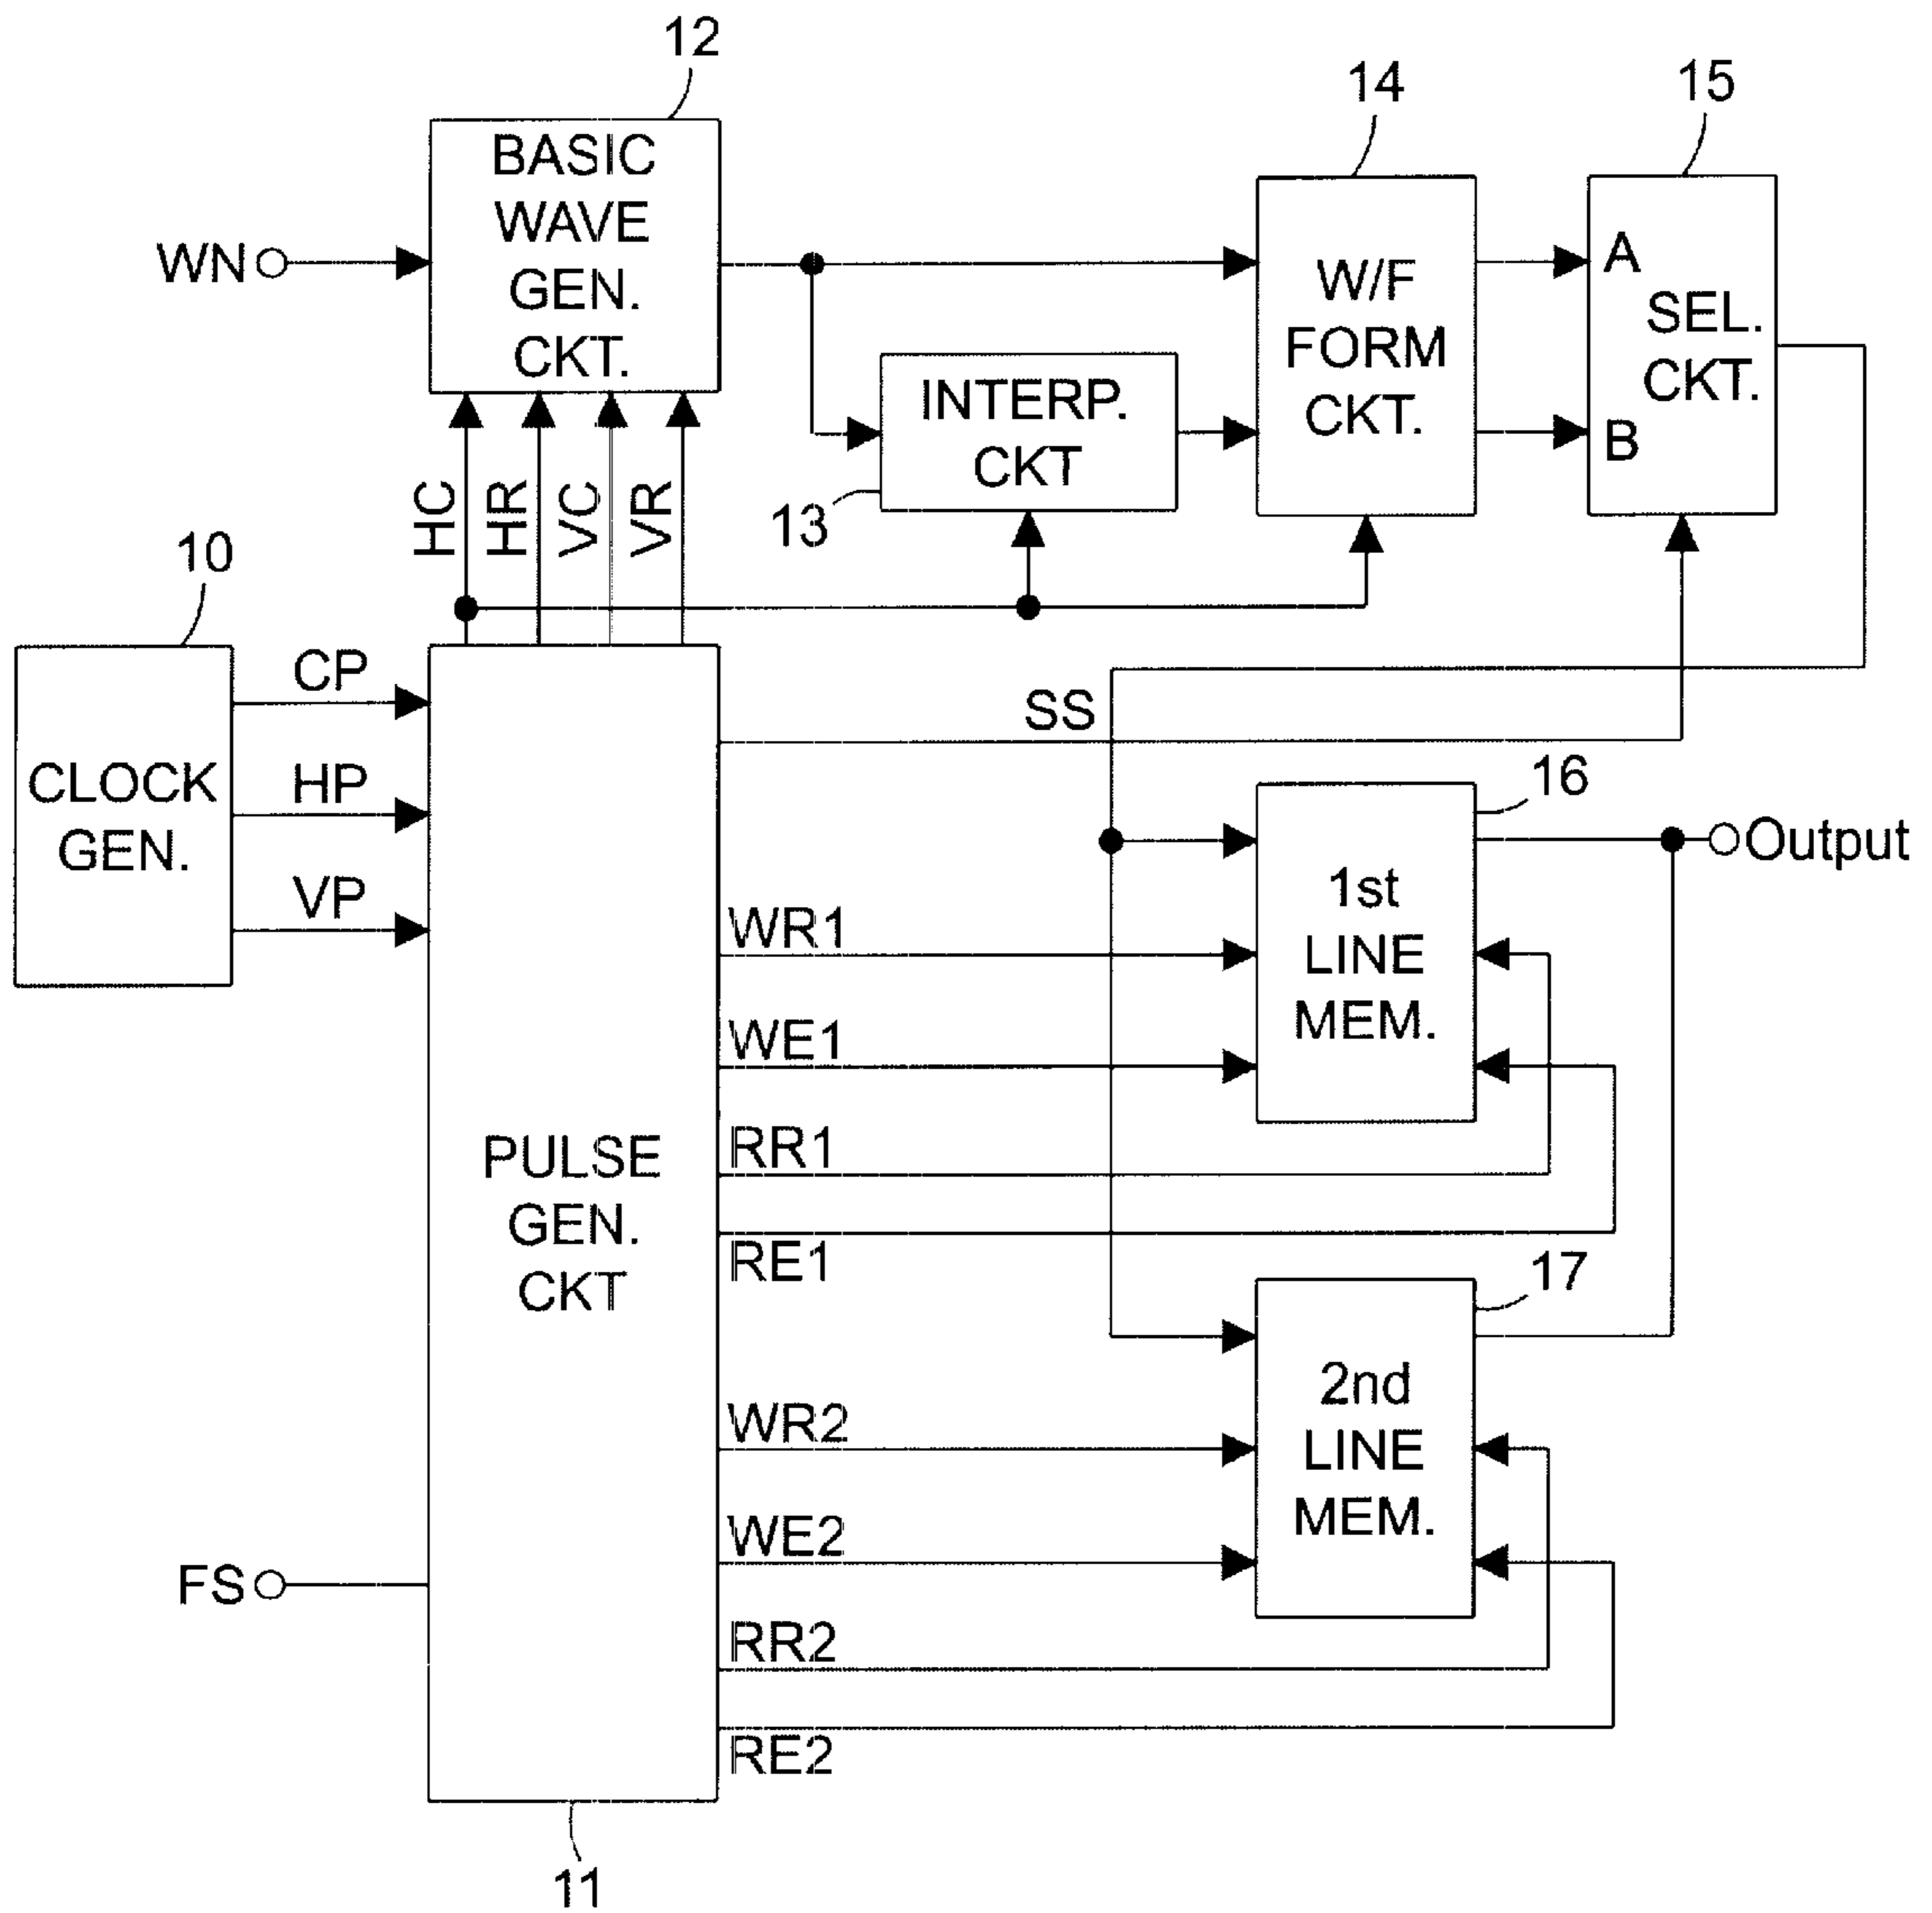 12
BASIC
WAVE
GEN.
CKT.
WN
14
W/F
FORM
CKT.
15
A
SEL.
CKT.
B
INTERP.
CKT
13
HC
HR
VC
VR
10
CLOCK
GEN.
CP
HP
VP
SS
16
1st
LINE
MEM.
Output
WR1
WE1
RR1
RE1
PULSE
GEN.
CKT
17
2nd
LINE
MEM.
WR2
WE2
RR2
RE2
FS
11